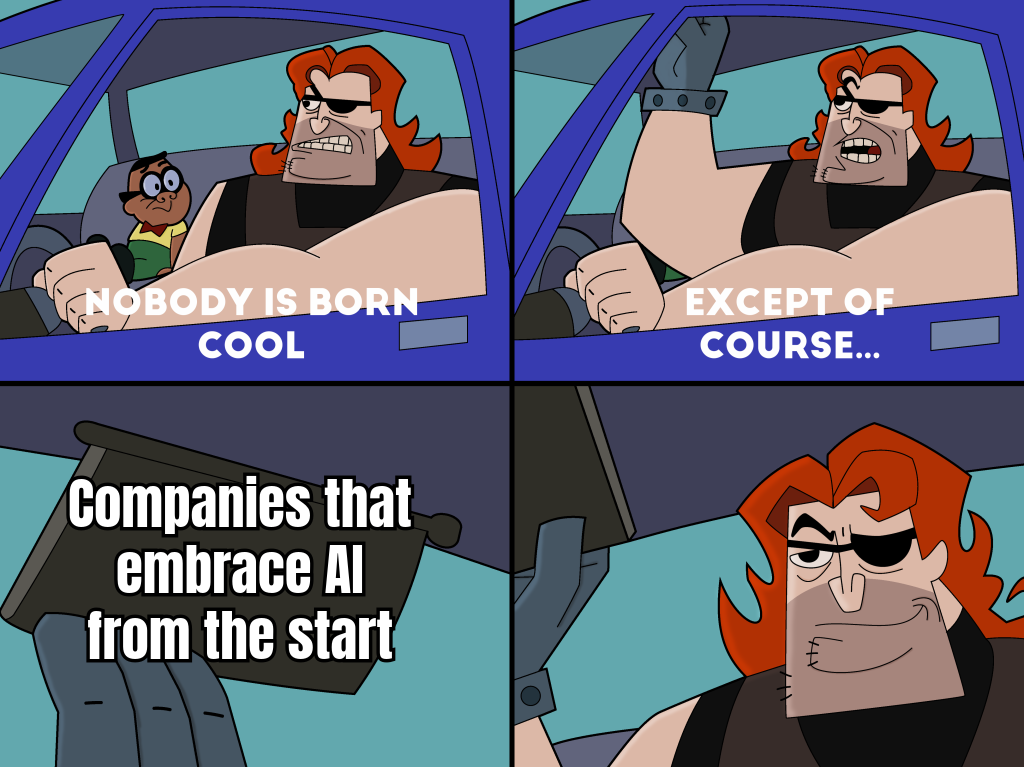 NOBODY IS BORN
COOL
EXCEPT OF
COURSE...
Companies that
embrace AI
from the start